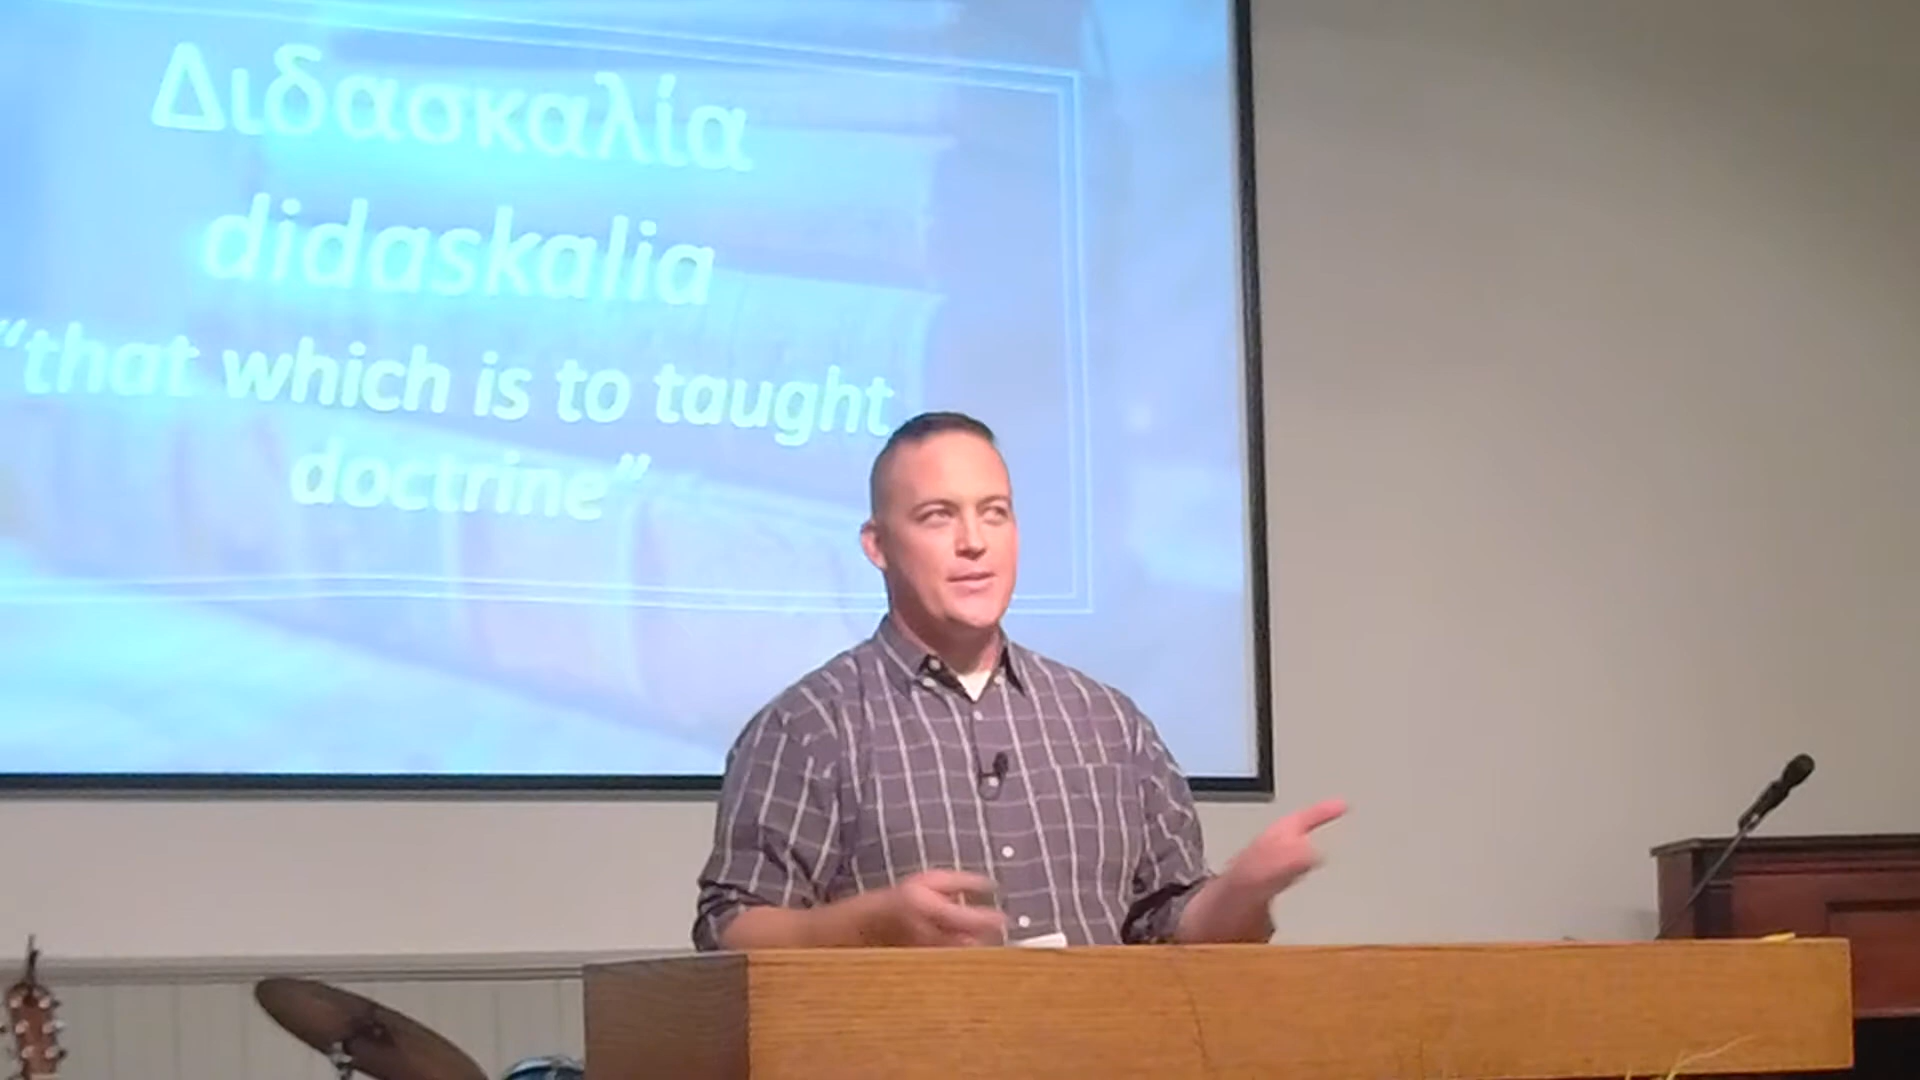 Διδασκαλία
didaskalia
“that which is to taught
doctrine”